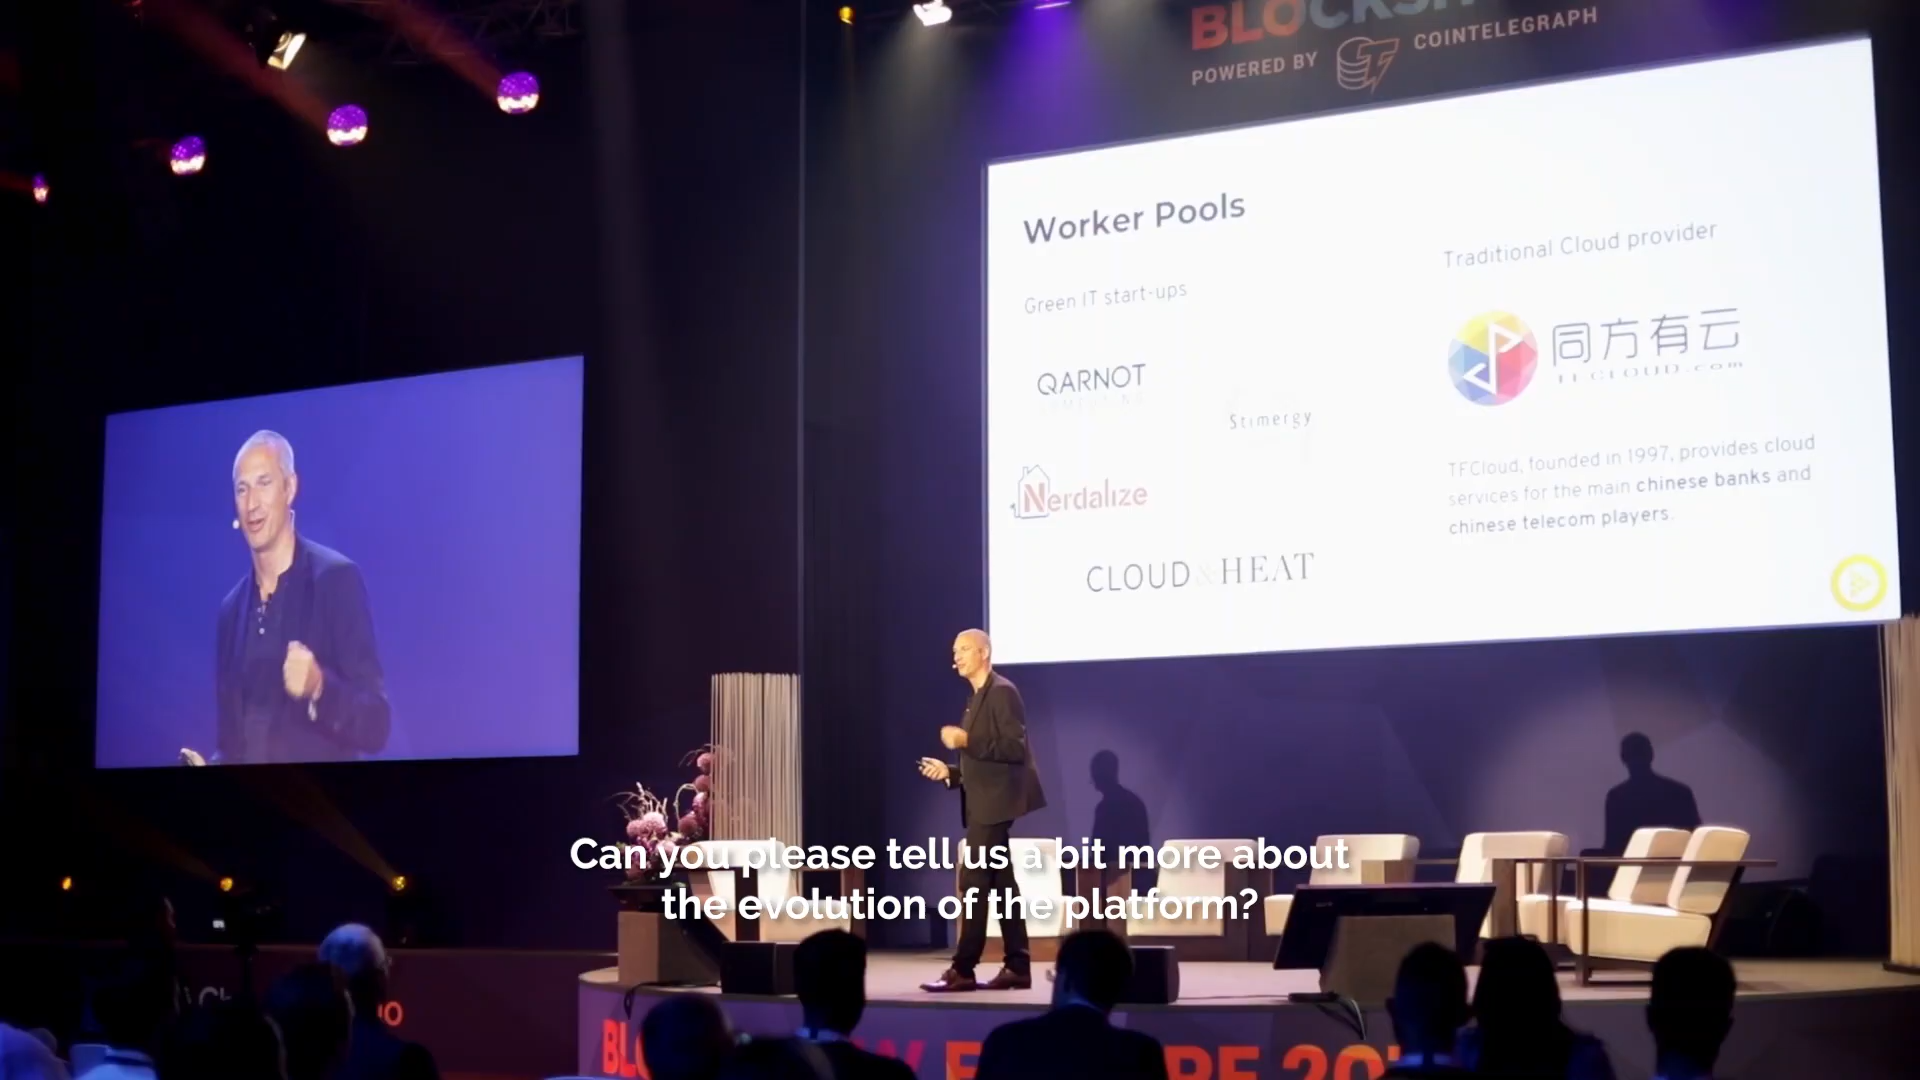 POWERED BY
COINTELEGRAPH
Worker Pools
Green IT start-ups
QARNOT
Stimergy
Nerdalize
CLOUD&HEAT
Traditional Cloud provider
同方有云
TFCLOUD.com
TFCloud, founded in 1997, provides cloud
services for the main chinese banks and
chinese telecom players.
Can you please tell us a bit more about
the evolution of the platform?